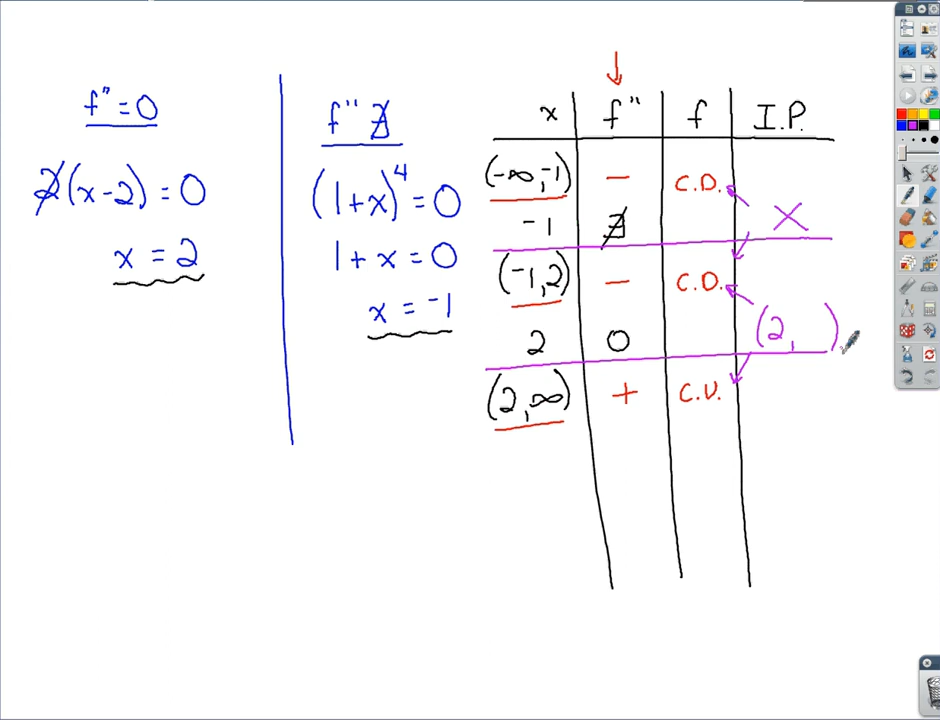 f" = 0
2(x-2) = 0
x = 2
f" ∄
(1+x)⁴ = 0
1 + x = 0
x = -1
x f" f I.P.
(-∞,-1) - C.D.
-1 ∄ X
(-1,2) - C.D.
2 0 (2, )
(2,∞) + C.U.